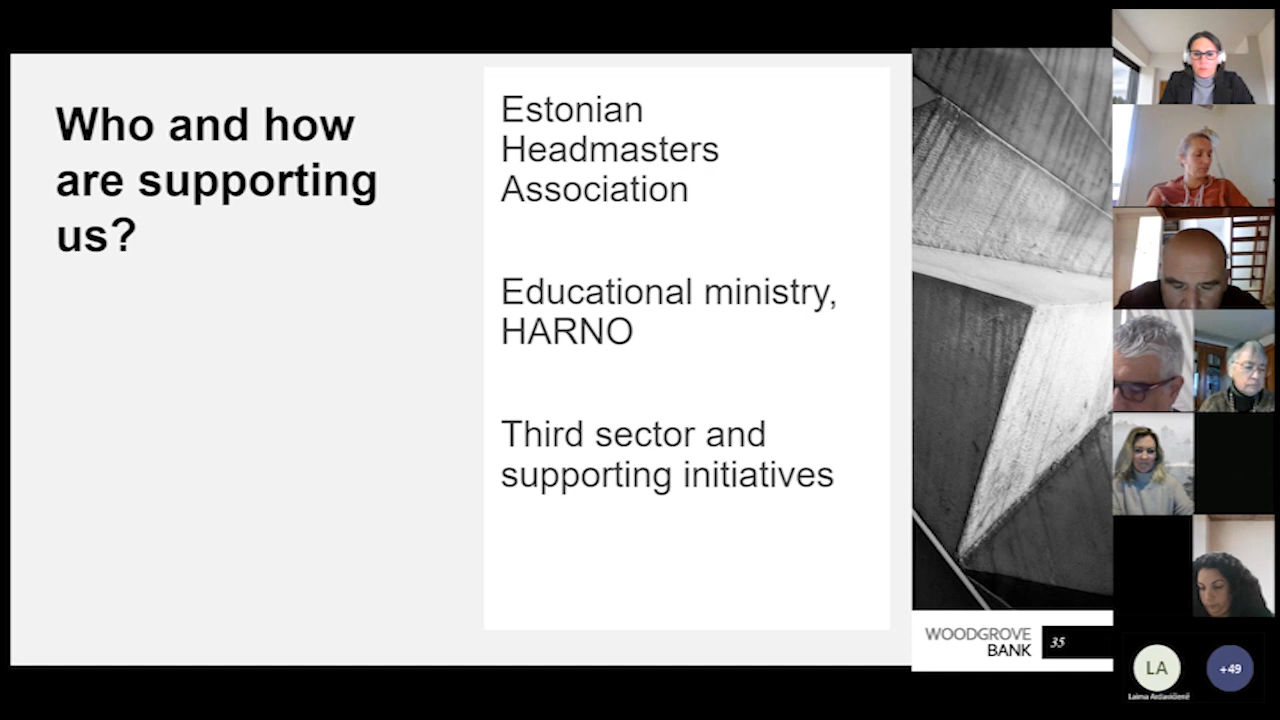 Who and how
are supporting
us?
Estonian
Headmasters
Association
Educational ministry,
HARNO
Third sector and
supporting initiatives
WOODGROVE
BANK
35
LA
+49